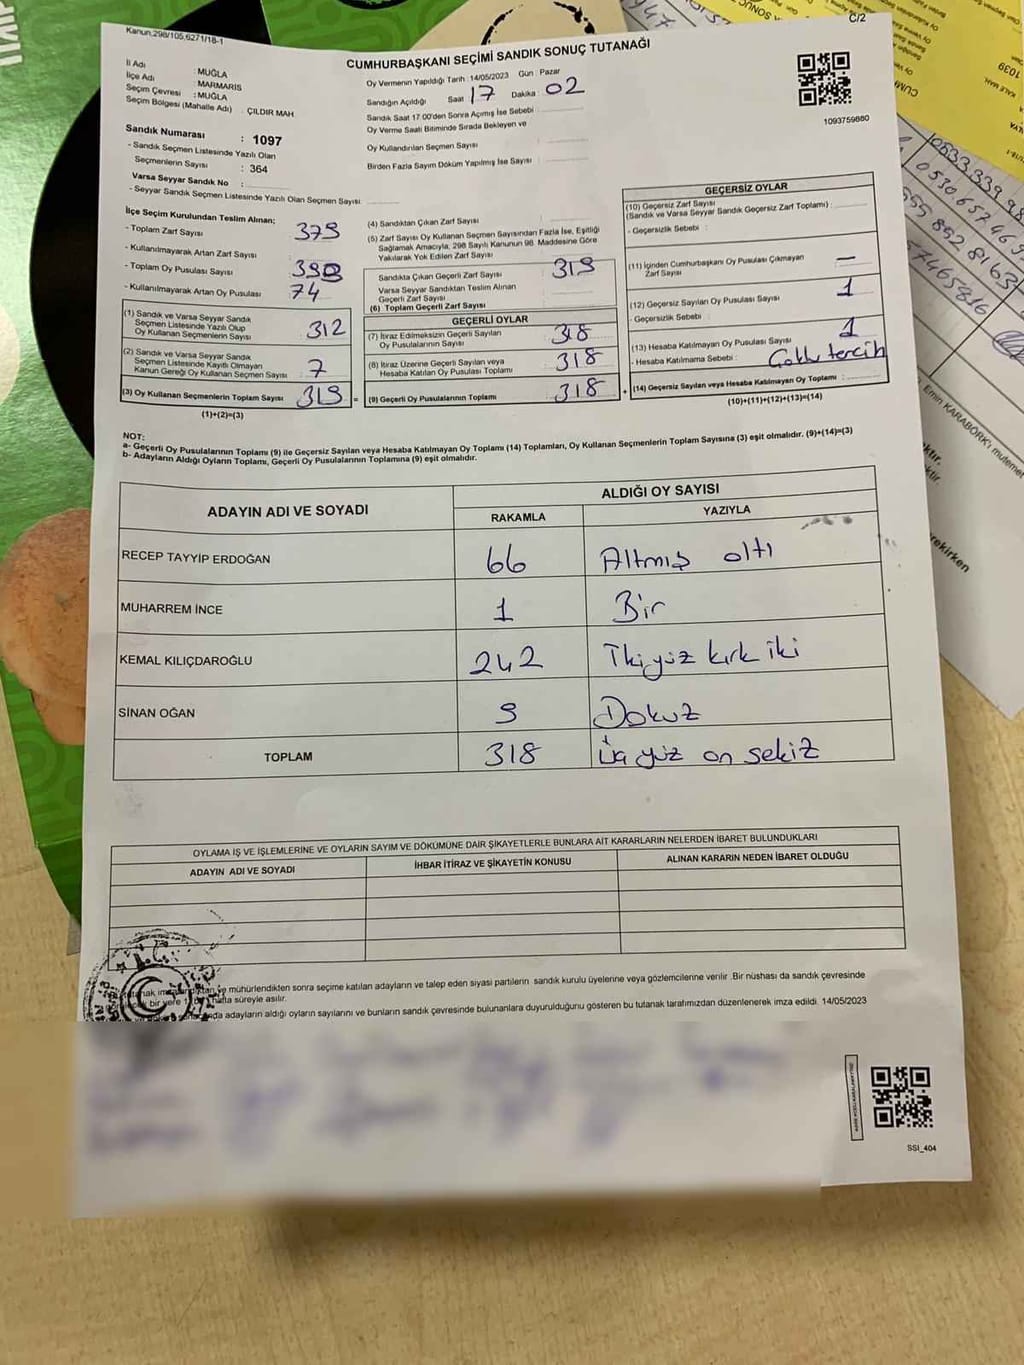 Kanun.298/105,6271/18-1
C/2
CUMHURBAŞKANI SEÇİMİ SANDIK SONUÇ TUTANAĞI
İl Adı : MUĞLA
İlçe Adı : MARMARİS
Seçim Çevresi : MUĞLA
Seçim Bölgesi (Mahalle Adı) : ÇILDIR MAH
Oy Vermenin Yapıldığı Tarih : 14/05/2023 Gün : Pazar
Sandığın Açıldığı Saat 17 Dakika : 02
Sandık Saat 17.00'den Sonra Açımış İse Sebebi :
Oy Verme Saati Bitiminde Sırada Bekleyen ve
Oy Kullandırılan Seçmen Sayısı :
Birden Fazla Sayım Döküm Yapılmış İse Sayısı :
1093759880
Sandık Numarası : 1097
- Sandık Seçmen Listesinde Yazılı Olan
Seçmenlerin Sayısı : 364
Varsa Seyyar Sandık No :
- Seyyar Sandık Seçmen Listesinde Yazılı Olan Seçmen Sayısı :
İlçe Seçim Kurulundan Teslim Alınan;
- Toplam Zarf Sayısı : 379
- Kullanılmayarak Artan Zarf Sayısı :
- Toplam Oy Pusulası Sayısı :
- Kullanılmayarak Artan Oy Pusulası : 74
(1) Sandık ve Varsa Seyyar Sandık
Seçmen Listesinde Yazılı Olup
Oy Kullanan Seçmenlerin Sayısı : 312
(2) Sandık ve Varsa Seyyar Sandık
Seçmen Listesinde Kayıtlı Olmayan
Kanun Gereği Oy Kullanan Seçmen Sayısı : 7
(3) Oy Kullanan Seçmenlerin Toplam Sayısı : 319
(1)+(2)=(3)
(4) Sandıktan Çıkan Zarf Sayısı
(5) Zarf Sayısı Oy Kullanan Seçmen Sayısından Fazla İse, Eşitliği
Sağlamak Amacıyla, 298 Sayılı Kanunun 98. Maddesine Göre
Yakılarak Yok Edilen Zarf Sayısı
Sandıkta Çıkan Geçerli Zarf Sayısı : 319
Varsa Seyyar Sandıktan Teslim Alınan
Geçerli Zarf Sayısı :
(6) Toplam Geçerli Zarf Sayısı
GEÇERLİ OYLAR
(7) İtiraz Edilmeksizin Geçerli Sayılan
Oy Pusulalarının Sayısı : 318
(8) İtiraz Üzerine Geçerli Sayılan veya
Hesaba Katılan Oy Pusulası Toplamı : 318
= (9) Geçerli Oy Pusulalarının Toplamı : 318 +
GEÇERSİZ OYLAR
(10) Geçersiz Zarf Sayısı
(Sandık ve Varsa Seyyar Sandık Geçersiz Zarf Toplamı) :
- Geçersizlik Sebebi :
(11) İçinden Cumhurbaşkanı Oy Pusulası Çıkmayan
Zarf Sayısı : —
(12) Geçersiz Sayılan Oy Pusulası Sayısı : 1
- Geçersizlik Sebebi :
(13) Hesaba Katılmayan Oy Pusulası Sayısı : 1
- Hesaba Katılmama Sebebi : Çoklu tercih
(14) Geçersiz Sayılan veya Hesaba Katılmayan Oy Toplamı :
(10)+(11)+(12)+(13)=(14)
NOT:
a- Geçerli Oy Pusulalarının Toplamı (9) ile Geçersiz Sayılan veya Hesaba Katılmayan Oy Toplamı (14) Toplamları, Oy Kullanan Seçmenlerin Toplam Sayısına (3) eşit olmalıdır. (9)+(14)=(3)
b- Adayların Aldığı Oyların Toplamı, Geçerli Oy Pusulalarının Toplamına (9) eşit olmalıdır.
ADAYIN ADI VE SOYADI
ALDIĞI OY SAYISI
RAKAMLA YAZIYLA
RECEP TAYYİP ERDOĞAN 66 Altmış altı
MUHARREM İNCE 1 Bir
KEMAL KILIÇDAROĞLU 242 İkiyüz kırk iki
SİNAN OĞAN 9 Dokuz
TOPLAM 318 üç yüz on sekiz
OYLAMA İŞ VE İŞLEMLERİNE VE OYLARIN SAYIM VE DÖKÜMÜNE DAİR ŞİKAYETLERLE BUNLARA AİT KARARLARIN NELERDEN İBARET BULUNDUKLARI
ADAYIN ADI VE SOYADI
İHBAR İTİRAZ VE ŞİKAYETİN KONUSU
ALINAN KARARIN NEDEN İBARET OLDUĞU
ve mühürlendikten sonra seçime katılan adayların ve talep eden siyasi partilerin sandık kurulu üyelerine veya gözlemcilerine verilir .Bir nüshası da sandık çevresinde
bir yere 1 hafta süreyle asılır.
adayların aldığı oyların sayılarını ve bunların sandık çevresinde bulunanlara duyurulduğunu gösteren bu tutanak tarafımızdan düzenlenerek imza edildi. 14/05/2023
SSI_404
Emin KARABÖRK'ı
erekirken
1039